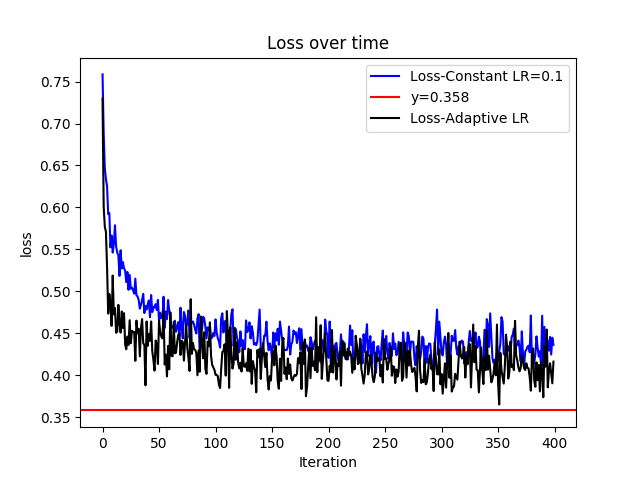 Loss over time
Loss-Constant LR=0.1
y=0.358
Loss-Adaptive LR
0.75
0.70
0.65
0.60
0.55
0.50
0.45
0.40
0.35
loss
0 50 100 150 200 250 300 350 400
Iteration